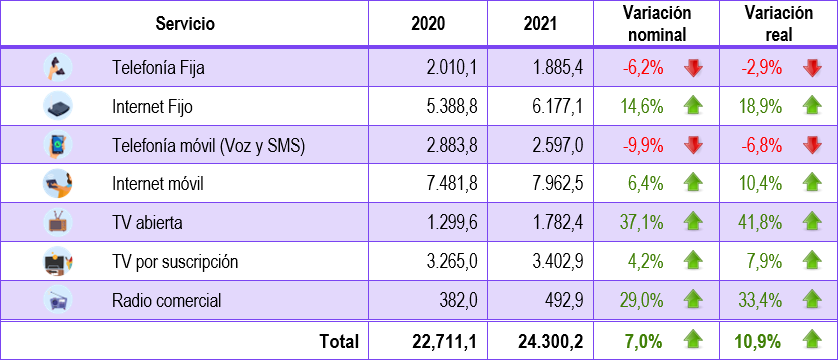 Servicio 2020 2021 Variación nominal Variación real
Telefonía Fija 2.010,1 1.885,4 -6,2% -2,9%
Internet Fijo 5.388,8 6.177,1 14,6% 18,9%
Telefonía móvil (Voz y SMS) 2.883,8 2.597,0 -9,9% -6,8%
Internet móvil 7.481,8 7.962,5 6,4% 10,4%
TV abierta 1.299,6 1.782,4 37,1% 41,8%
TV por suscripción 3.265,0 3.402,9 4,2% 7,9%
Radio comercial 382,0 492,9 29,0% 33,4%
Total 22,711,1 24.300,2 7,0% 10,9%